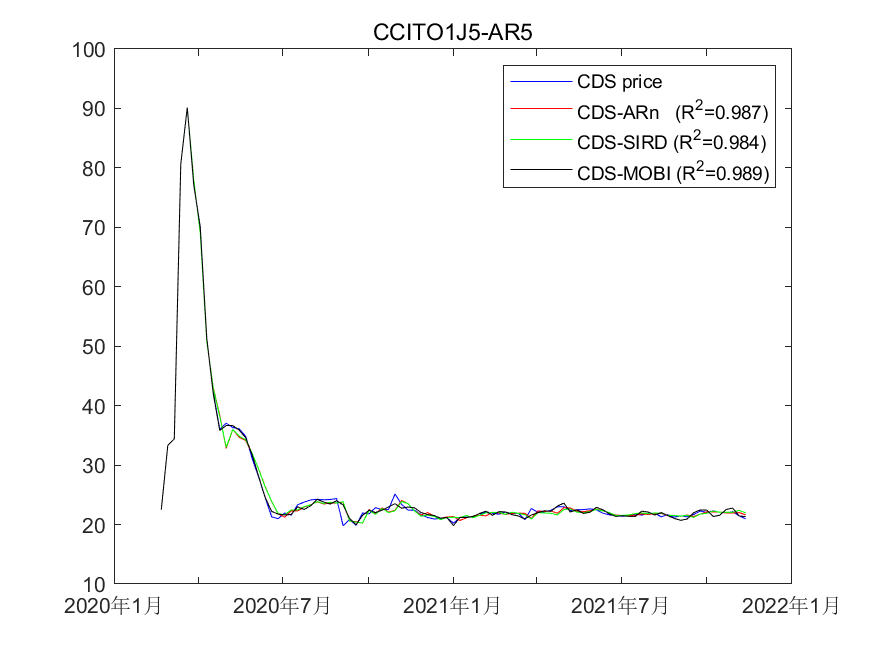 CCITO1J5-AR5
100
90
80
70
60
50
40
30
20
10
CDS price
CDS-ARn (R²=0.987)
CDS-SIRD (R²=0.984)
CDS-MOBI (R²=0.989)
2020年1月
2020年7月
2021年1月
2021年7月
2022年1月